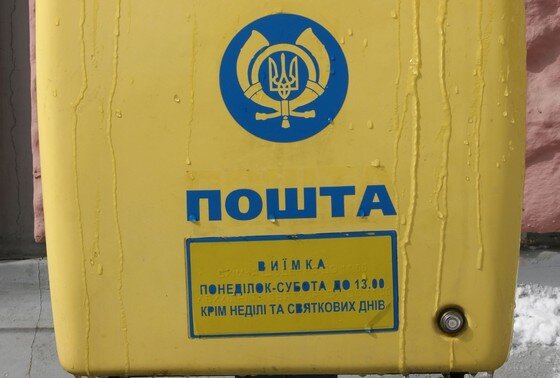 ПОШТА
ВИЇМКА
ПОНЕДІЛОК-СУБОТА ДО 13.00
КРІМ НЕДІЛІ ТА СВЯТКОВИХ ДНІВ